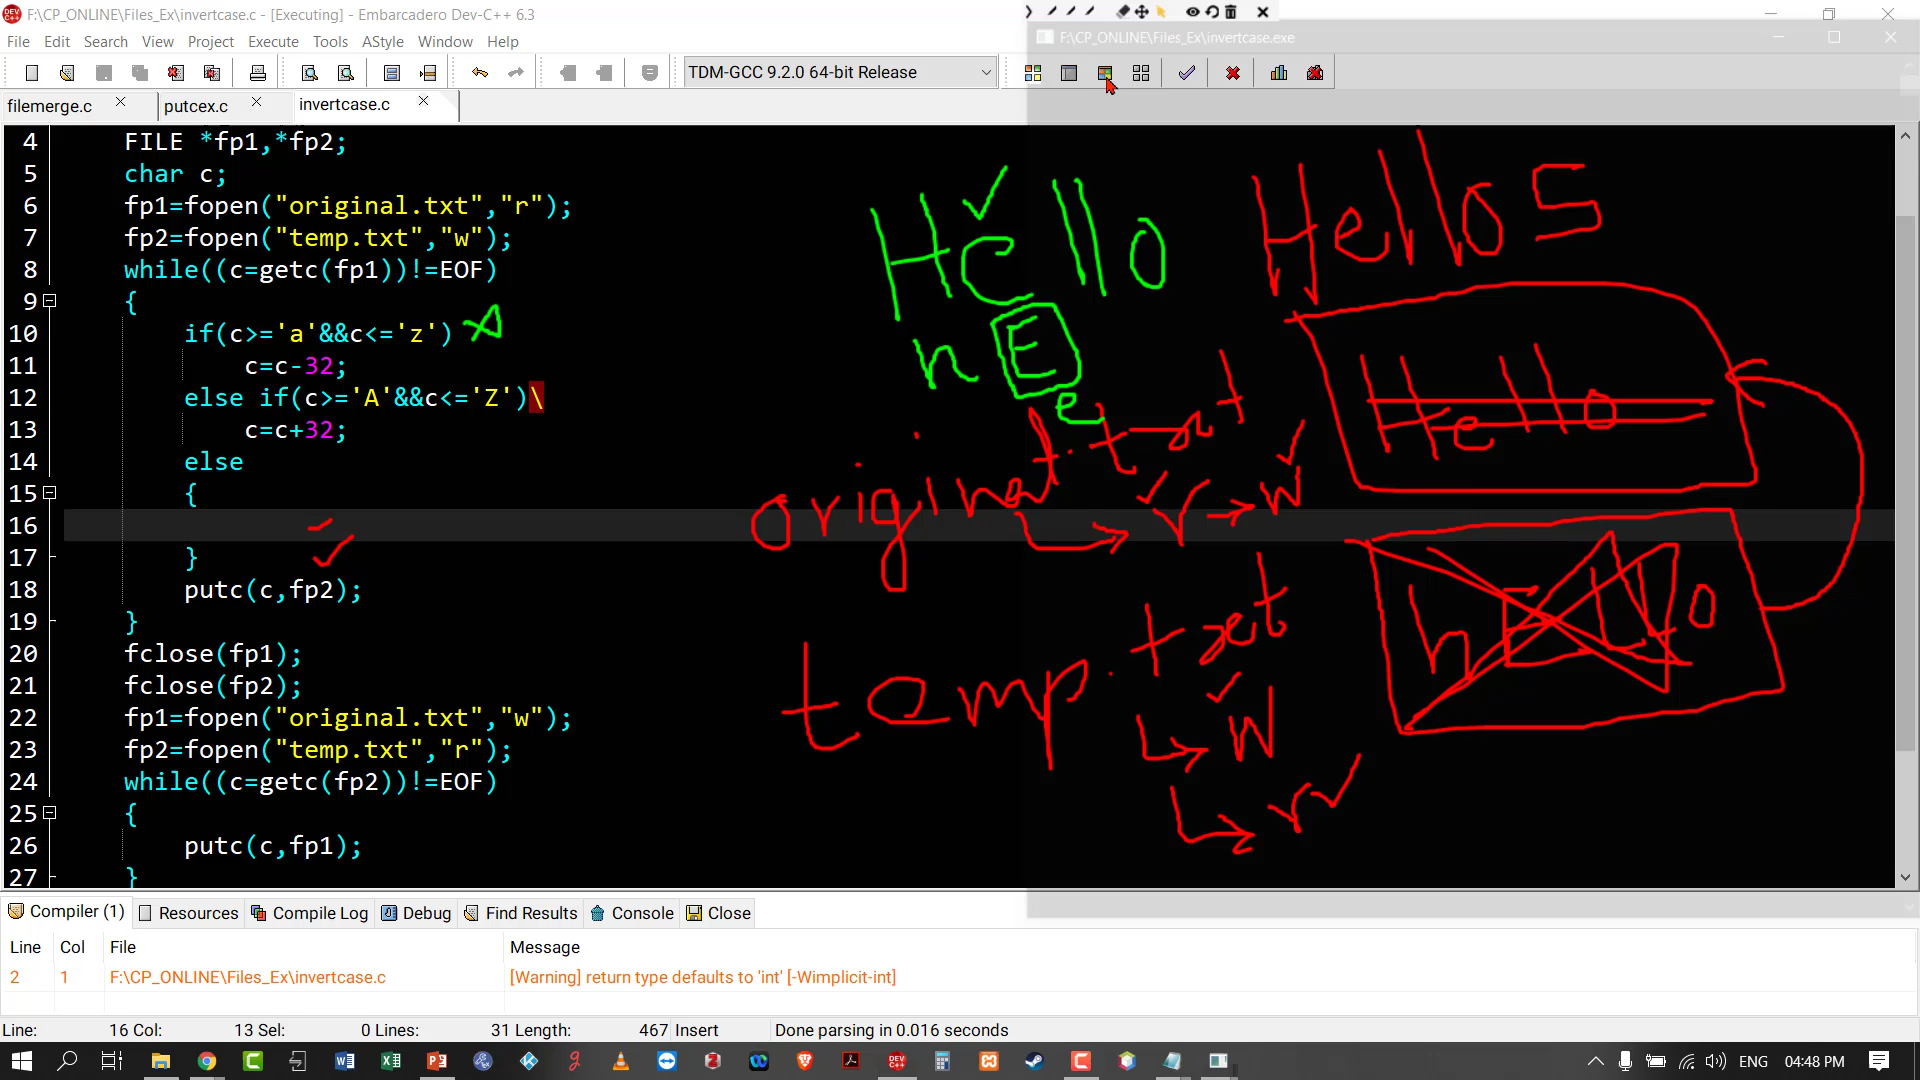 F:\CP_ONLINE\Files_Ex\invertcase.c - [Executing] - Embarcadero Dev-C++ 6.3
F:\CP_ONLINE\Files_Ex\invertcase.exe
File Edit Search View Project Execute Tools AStyle Window Help
TDM-GCC 9.2.0 64-bit Release
filemerge.c putcex.c invertcase.c
4 FILE *fp1,*fp2;
5 char c;
6 fp1=fopen("original.txt","r");
7 fp2=fopen("temp.txt","w");
8 while((c=getc(fp1))!=EOF)
9 {
10 if(c>='a'&&c<='z')
11 c=c-32;
12 else if(c>='A'&&c<='Z')\
13 c=c+32;
14 else
15 {
16
17 }
18 putc(c,fp2);
19 }
20 fclose(fp1);
21 fclose(fp2);
22 fp1=fopen("original.txt","w");
23 fp2=fopen("temp.txt","r");
24 while((c=getc(fp2))!=EOF)
25 {
26 putc(c,fp1);
27 }
Hello
h E
e
Hello 5
Hello
original.txt
r → w
temp.txt
w
r
Compiler (1) Resources Compile Log Debug Find Results Console Close
Line Col File Message
2 1 F:\CP_ONLINE\Files_Ex\invertcase.c [Warning] return type defaults to 'int' [-Wimplicit-int]
Line: 16 Col: 13 Sel: 0 Lines: 31 Length: 467 Insert Done parsing in 0.016 seconds
ENG 04:48 PM